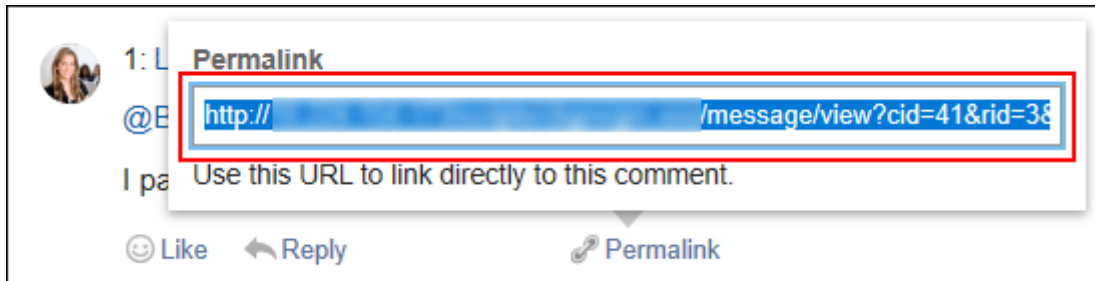 1: L
Permalink
@B
http:// /message/view?cid=41&rid=3&
I pa
Use this URL to link directly to this comment.
Like Reply Permalink